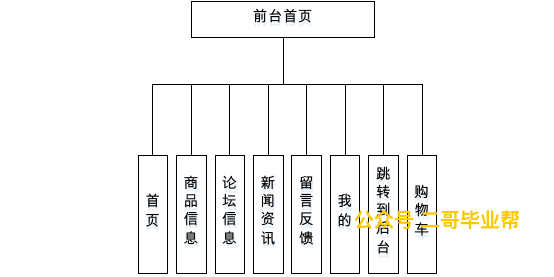 前台首页
首页
商品信息
论坛信息
新闻资讯
留言反馈
我的
跳转到后台
购物车
公众号 二哥毕业帮